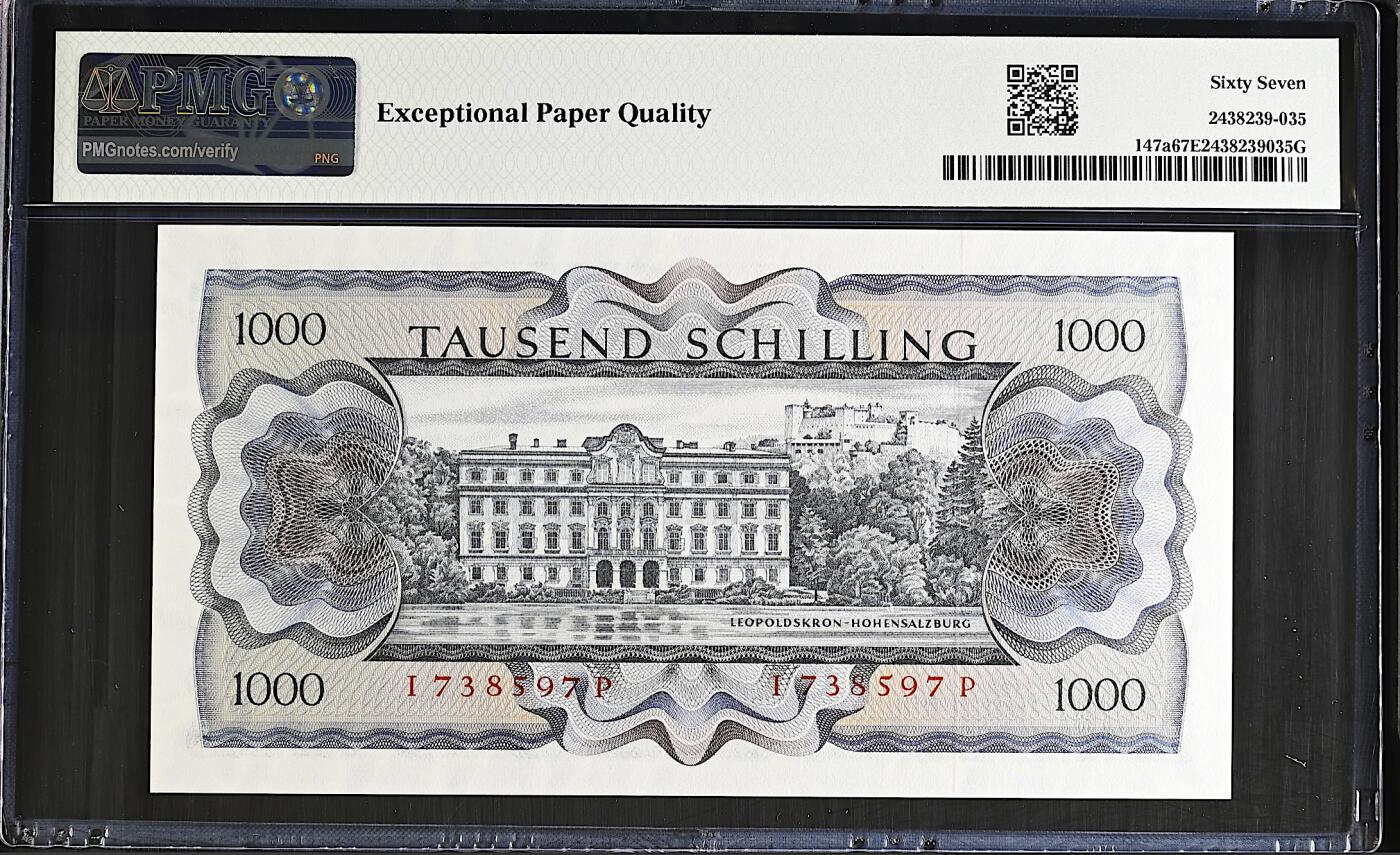 PMG
PAPER MONEY GUARANTY
PMGnotes.com/verify
PNG
Exceptional Paper Quality
Sixty Seven
2438239-035
147a67E2438239035G
1000
TAUSEND SCHILLING
1000
LEOPOLDSKRON-HOHENSALZBURG
1000
I 738597 P
I 738597 P
1000